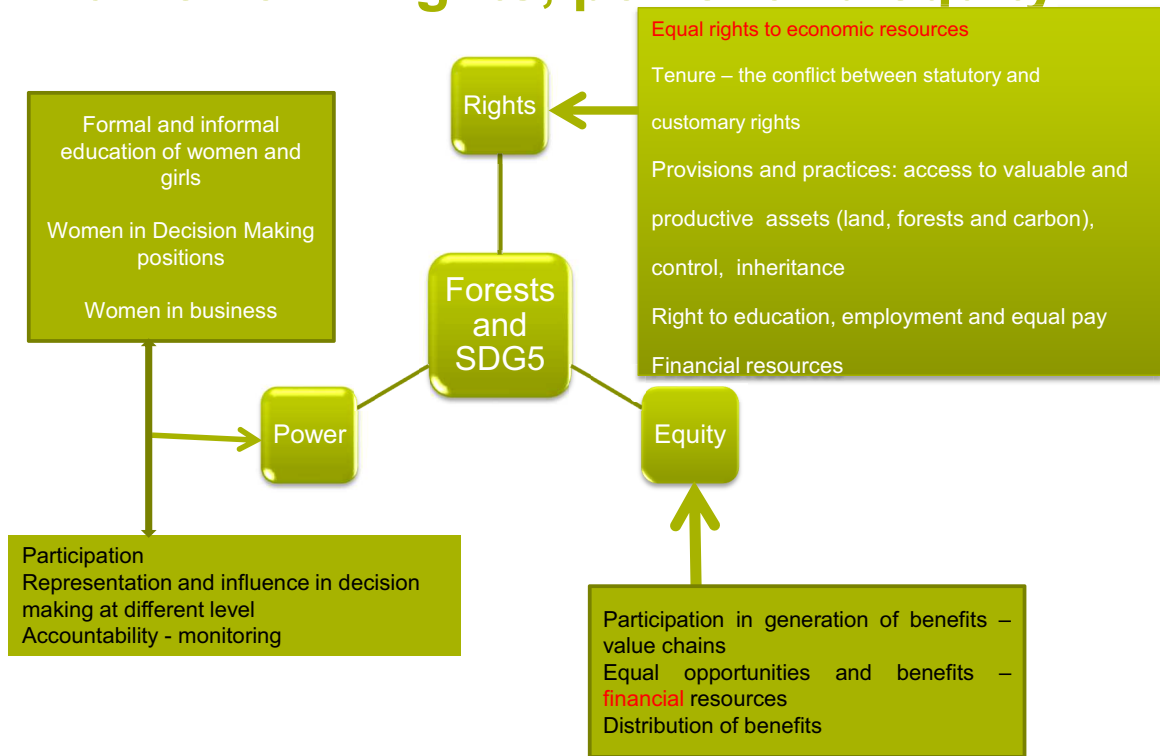 Equal rights to economic resources
Tenure – the conflict between statutory and
customary rights
Provisions and practices: access to valuable and
productive assets (land, forests and carbon),
control, inheritance
Right to education, employment and equal pay
Financial resources
Rights
Formal and informal
education of women and
girls
Women in Decision Making
positions
Women in business
Forests
and
SDG5
Power
Equity
Participation
Representation and influence in decision
making at different level
Accountability - monitoring
Participation in generation of benefits –
value chains
Equal opportunities and benefits –
financial resources
Distribution of benefits